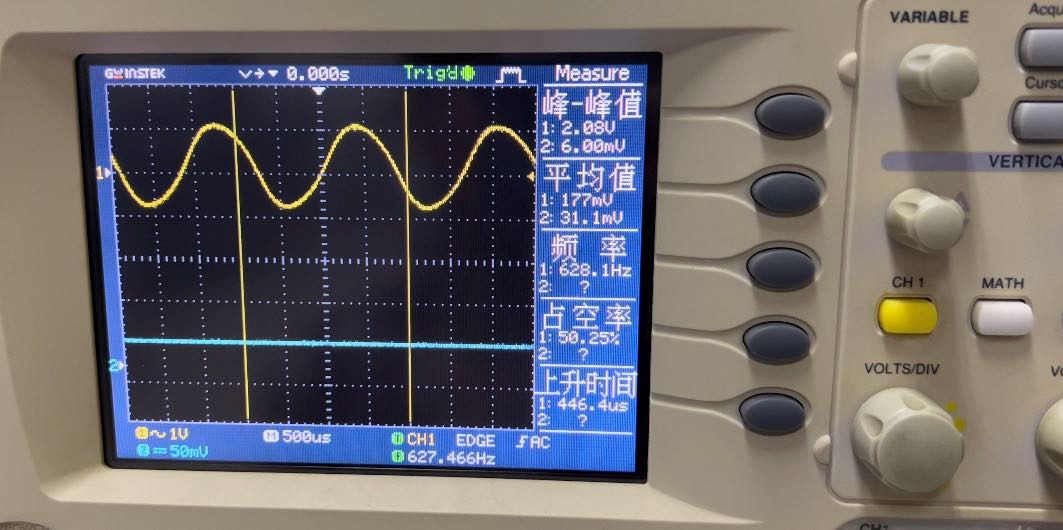 GWINSTEK 0.000s Trig'd Measure
峰-峰值
1: 2.08V
2: 6.00mV
平均值
1: 177mV
2: 31.1mV
频 率
1: 628.1Hz
2: ?
占空率
1: 50.25%
2: ?
上升时间
1: 446.4us
2: ?
1
2
1 1V M 500us CH1 EDGE AC
2 50mV 627.466Hz
VARIABLE
VERTICA
CH 1
MATH
VOLTS/DIV
Acqu
Curso